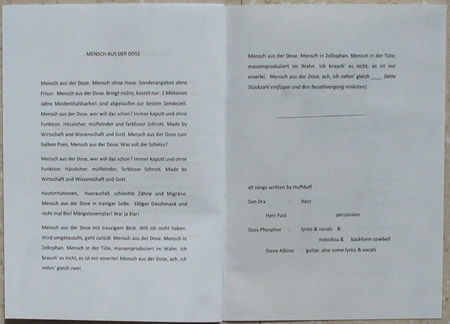 MENSCH AUS DER DOSE
Mensch aus der Dose. Mensch ohne Hose. Sonderangebot ohne
Frisur. Mensch aus der Dose. Bringt nichts, kostet nur 2 Millionen
Jahre Mindesthaltbarkeit sind abgelaufen zur besten Sendezeit.
Mensch aus der Dose, wer will das schon? Immer kaputt und ohne
Funktion. Hässlicher, müffelnder und farbloser Schrott. Made by
Wirtschaft und Wissenschaft und Gott. Mensch aus der Dose zum
halben Preis. Mensch aus der Dose: Was soll der Scheiss?
Mensch aus der Dose, wer will das schon? Immer kaputt und ohne
Funktion. Hässlicher, müffelnder und farbloser Schrott. Made by
Wirtschaft und Wissenschaft und Gott.
Hautirritationen, Haarausfall, schlechte Zähne und Migräne.
Mensch aus der Dose in traniger Soße. Ekliger Geschmack und
nicht mal Bio! Mängelexemplar! War ja klar!
Mensch aus der Dose mit traurigem Blick. Will ich nicht haben.
Wird umgetauscht, geht zurück. Mensch aus der Dose. Mensch in
Zellophan. Mensch in der Tüte, massenproduziert im Wahn. Ich
brauch' es nicht, es ist mir einerlei! Mensch aus der Dose; ach, ich
nehm' gleich zwei.
Mensch aus der Dose. Mensch in Zellophan. Mensch in der Tüte,
massenproduziert im Wahn. Ich brauch' es nicht, es ist mir
einerlei. Mensch aus der Dose, ach, ich nehm' gleich ____ (bitte
Stückzahl einfügen und den Bezahlvorgang einleiten).
all songs written by Huffduff
Sun Dra : bass
Herr Fust : percussion
Sissy Phosphor : lyrics & vocals &
melodica & backform cowbell
Steve Albino : guitar, also some lyrics & vocals